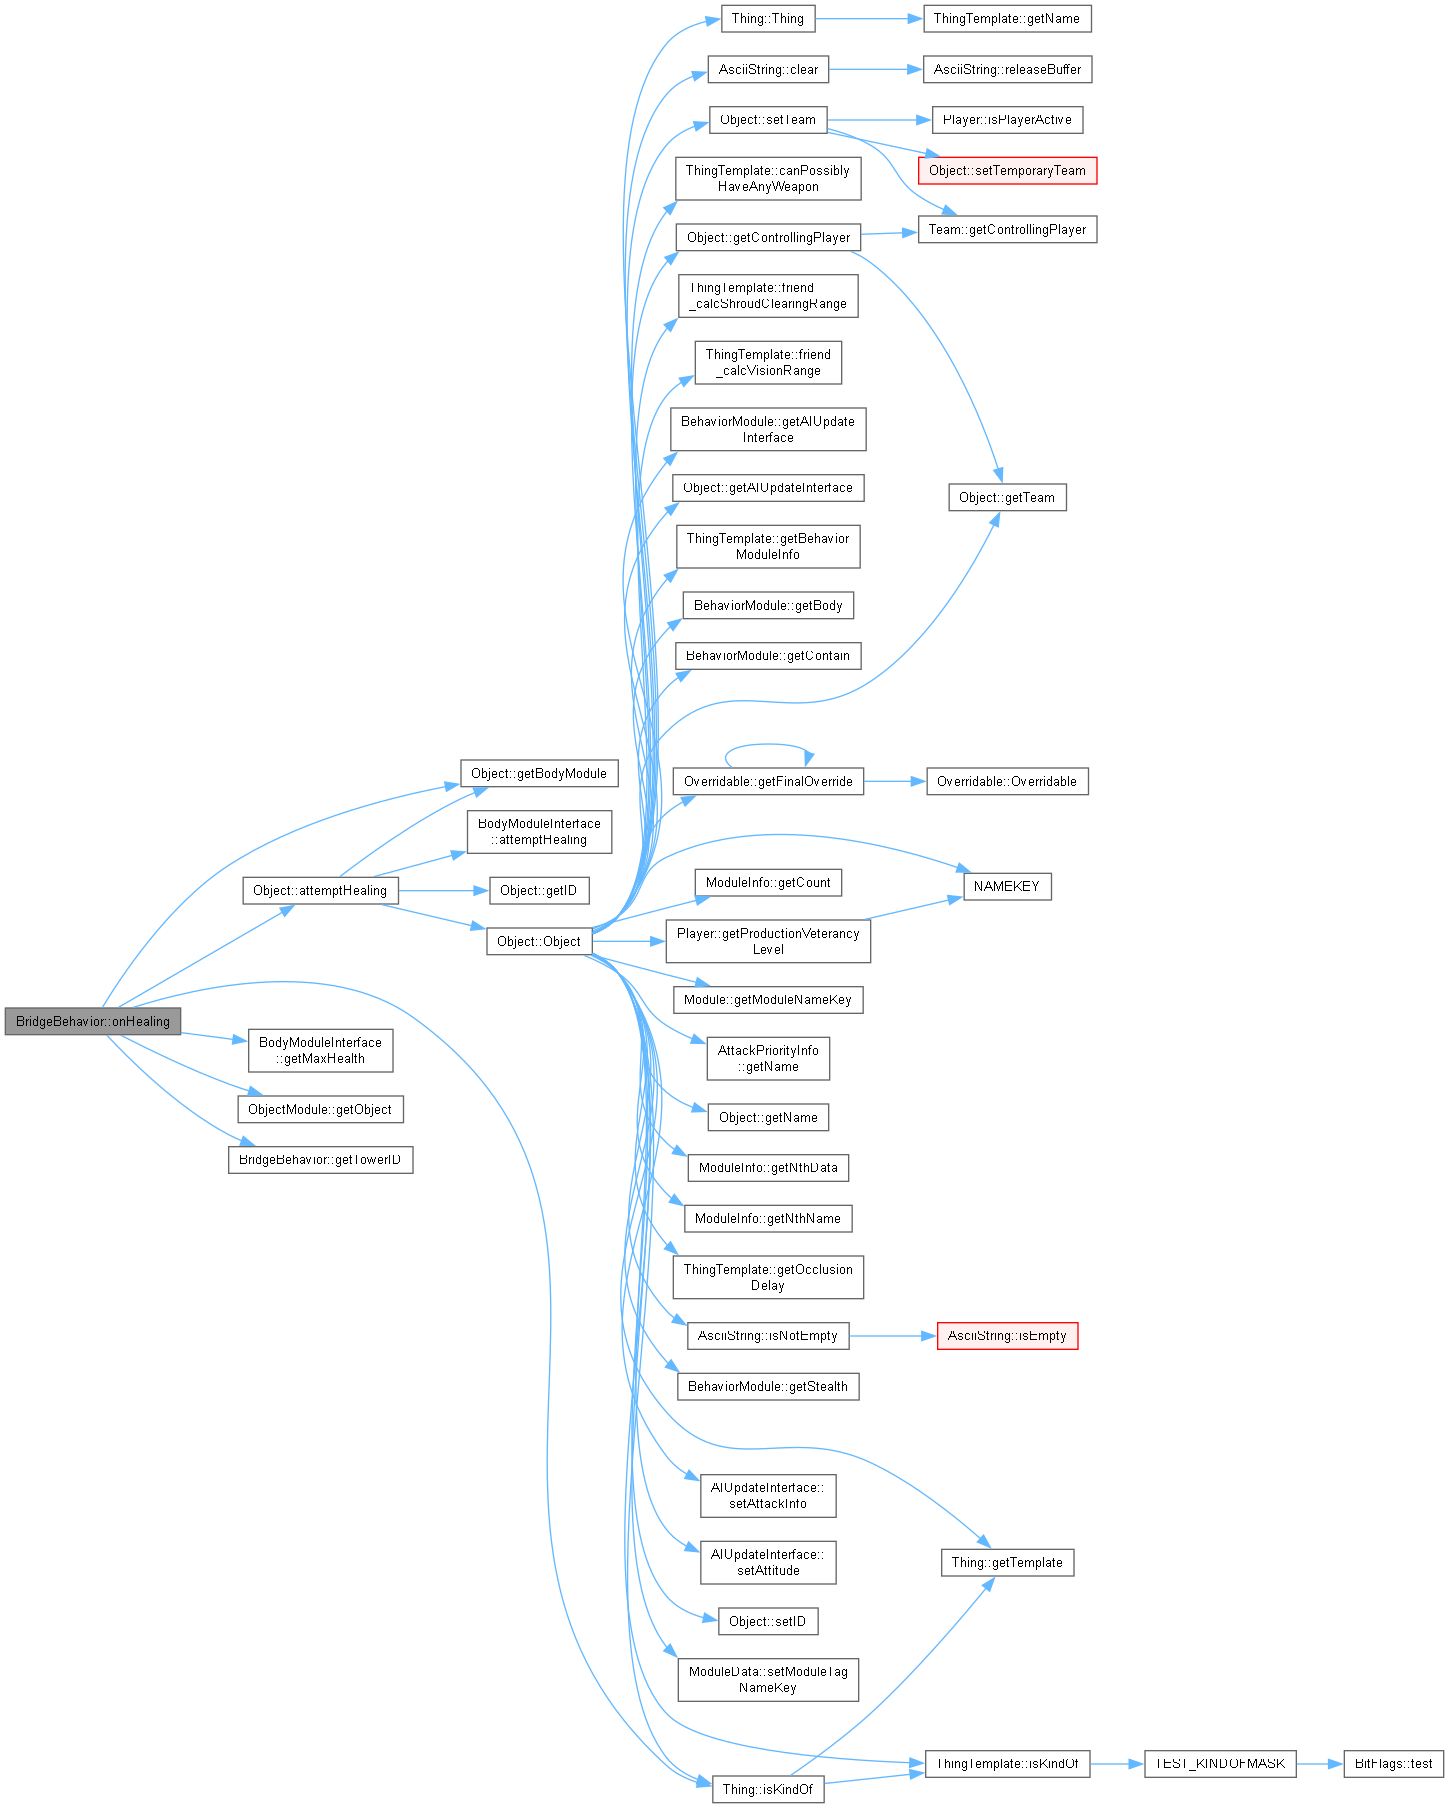 BridgeBehavior::onHealing
Object::getBodyModule
Object::attemptHealing
BodyModuleInterface
::getMaxHealth
ObjectModule::getObject
BridgeBehavior::getTowerID
BodyModuleInterface
::attemptHealing
Object::getID
Object::Object
Thing::Thing
ThingTemplate::getName
AsciiString::clear
AsciiString::releaseBuffer
Object::setTeam
Player::isPlayerActive
Object::setTemporaryTeam
Team::getControllingPlayer
ThingTemplate::canPossibly
HaveAnyWeapon
Object::getControllingPlayer
ThingTemplate::friend
_calcShroudClearingRange
ThingTemplate::friend
_calcVisionRange
BehaviorModule::getAIUpdate
Interface
Object::getAIUpdateInterface
Object::getTeam
ThingTemplate::getBehavior
ModuleInfo
BehaviorModule::getBody
BehaviorModule::getContain
Overridable::getFinalOverride
Overridable::Overridable
ModuleInfo::getCount
NAMEKEY
Player::getProductionVeterancy
Level
Module::getModuleNameKey
AttackPriorityInfo
::getName
Object::getName
ModuleInfo::getNthData
ModuleInfo::getNthName
ThingTemplate::getOcclusion
Delay
AsciiString::isNotEmpty
AsciiString::isEmpty
BehaviorModule::getStealth
AIUpdateInterface::
setAttackInfo
AIUpdateInterface::
setAttitude
Thing::getTemplate
Object::setID
ModuleData::setModuleTag
NameKey
Thing::isKindOf
ThingTemplate::isKindOf
TEST_KINDOFMASK
BitFlags::test